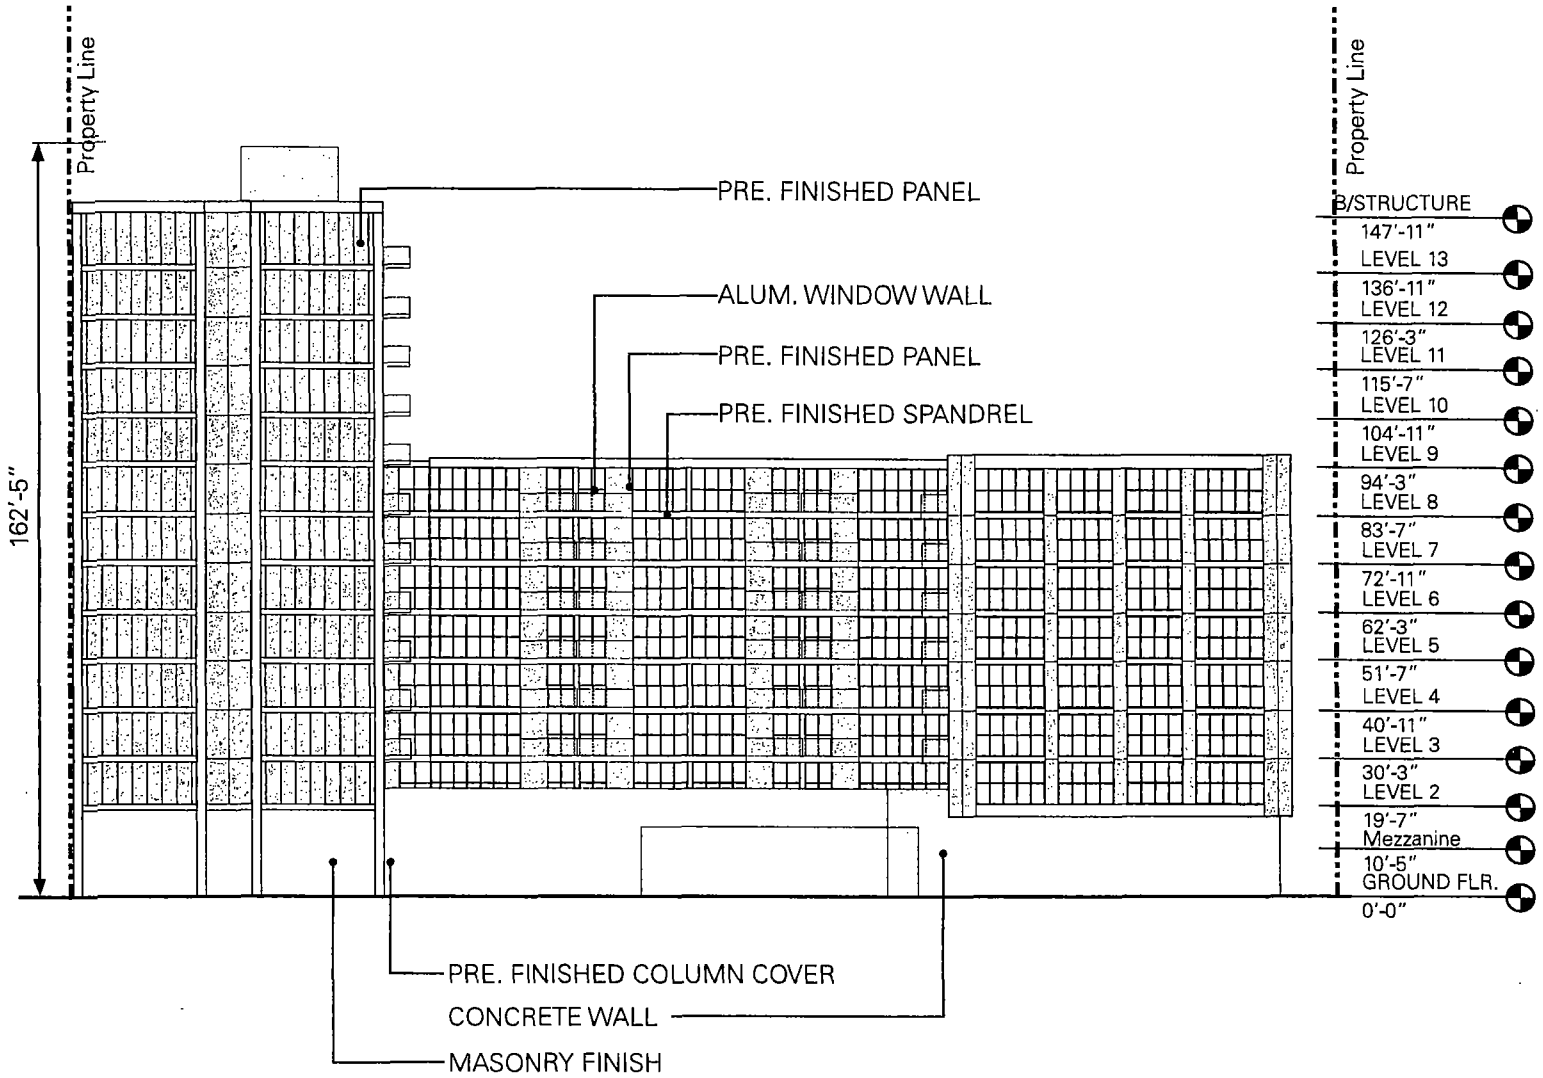 Property Line
Property Line
162'-5"
PRE. FINISHED PANEL
ALUM. WINDOW WALL
PRE. FINISHED PANEL
PRE. FINISHED SPANDREL
B/STRUCTURE
147'-11"
LEVEL 13
136'-11"
LEVEL 12
126'-3"
LEVEL 11
115'-7"
LEVEL 10
104'-11"
LEVEL 9
94'-3"
LEVEL 8
83'-7"
LEVEL 7
72'-11"
LEVEL 6
62'-3"
LEVEL 5
51'-7"
LEVEL 4
40'-11"
LEVEL 3
30'-3"
LEVEL 2
19'-7"
Mezzanine
10'-5"
GROUND FLR.
0'-0"
PRE. FINISHED COLUMN COVER
CONCRETE WALL
MASONRY FINISH